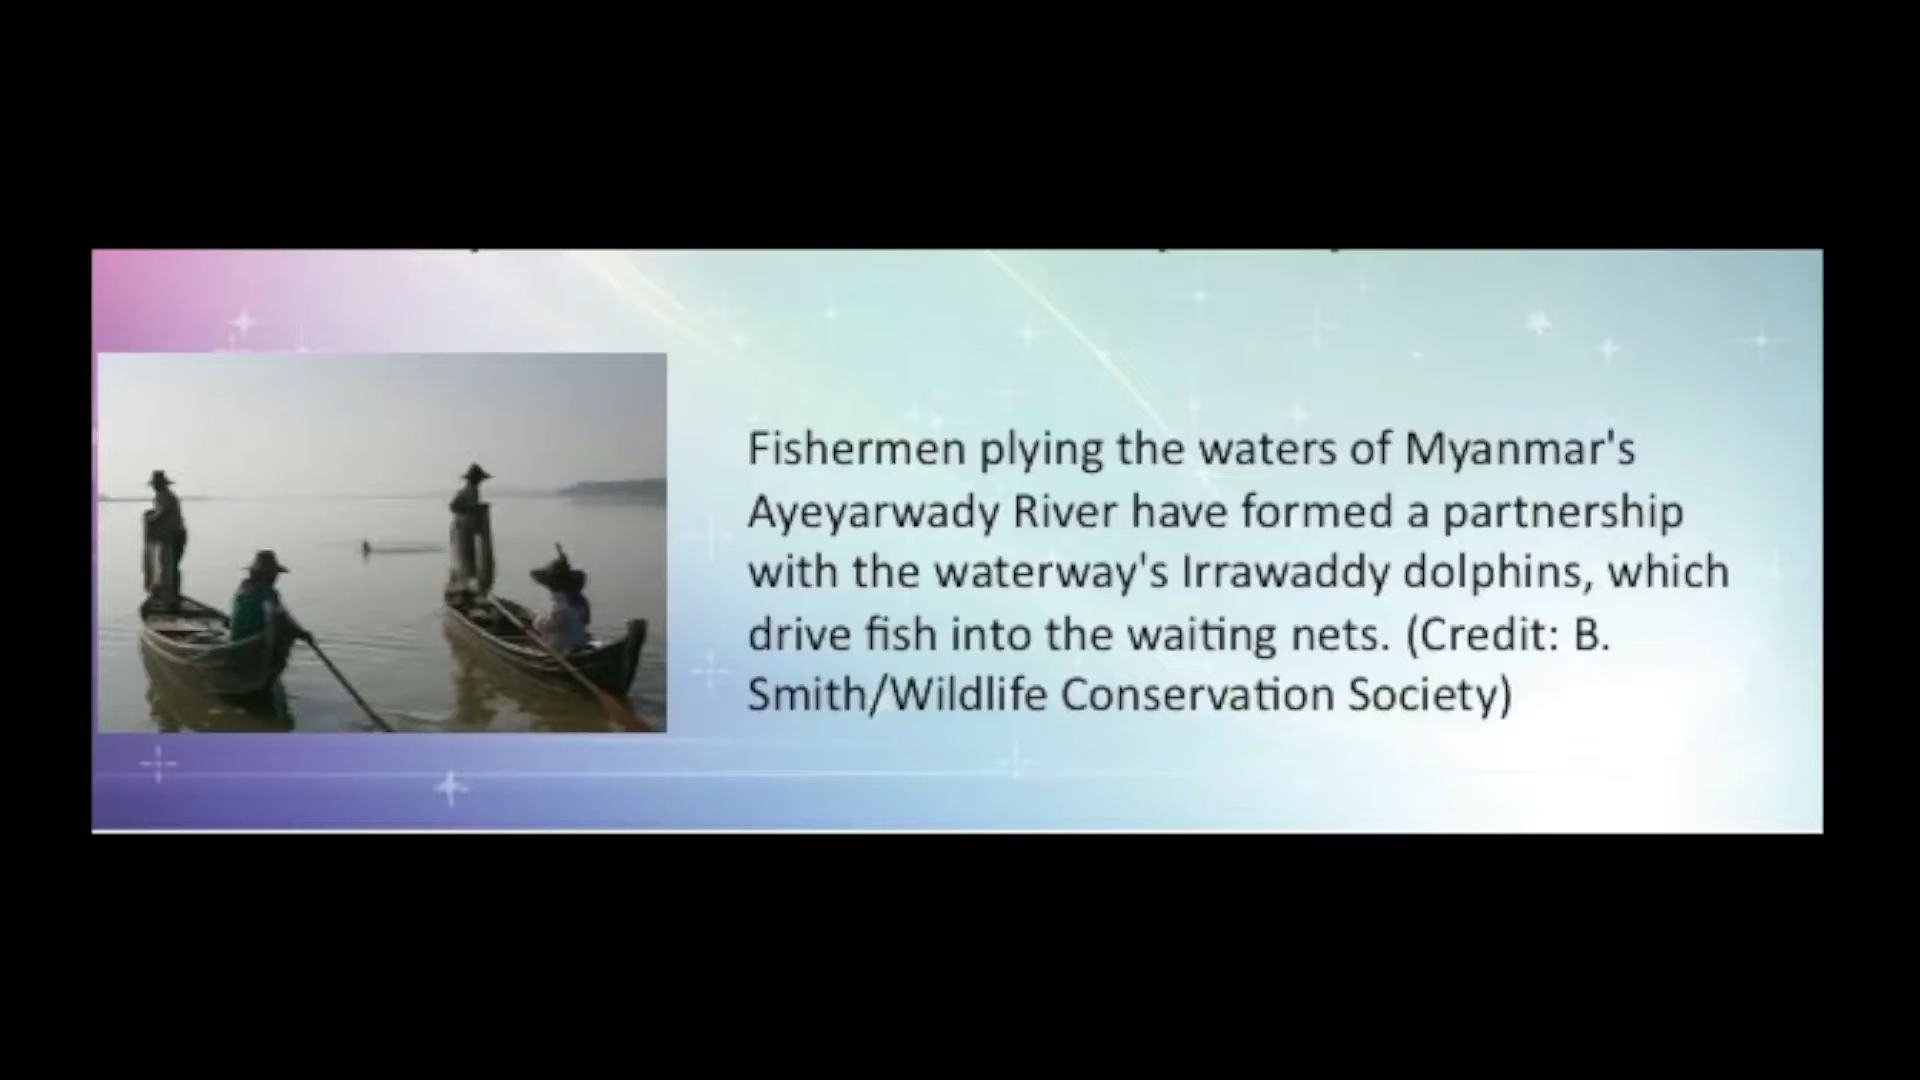 Fishermen plying the waters of Myanmar's
Ayeyarwady River have formed a partnership
with the waterway's Irrawaddy dolphins, which
drive fish into the waiting nets. (Credit: B.
Smith/Wildlife Conservation Society)